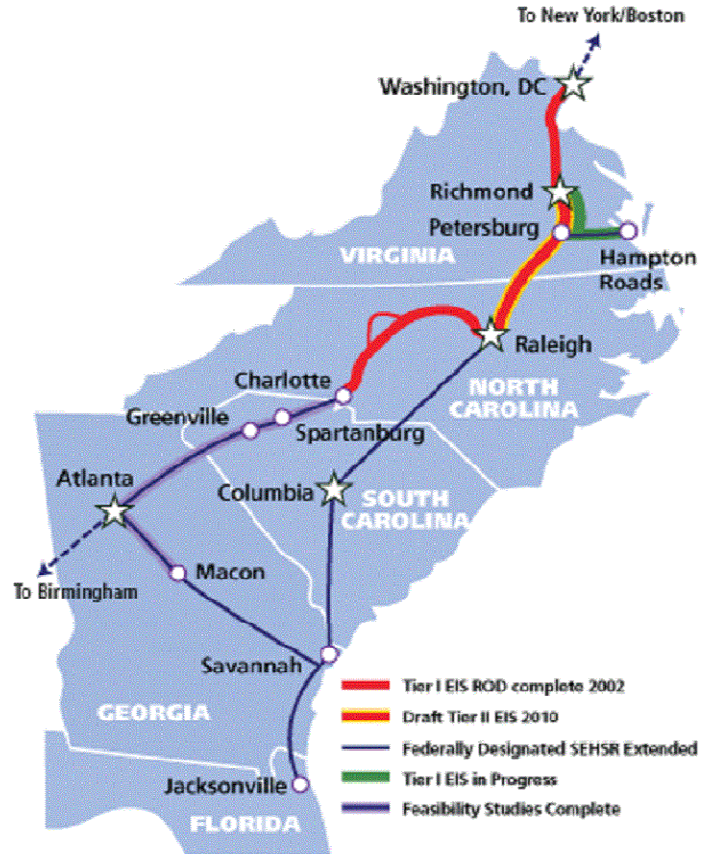 To New York/Boston
Washington, DC
Richmond
Petersburg
VIRGINIA
Hampton
Roads
Raleigh
Charlotte
NORTH
CAROLINA
Greenville
Spartanburg
Atlanta
Columbia
SOUTH
CAROLINA
Macon
To Birmingham
Savannah
GEORGIA
Jacksonville
FLORIDA
Tier I EIS ROD complete 2002
Draft Tier II EIS 2010
Federally Designated SEHSR Extended
Tier I EIS in Progress
Feasibility Studies Complete